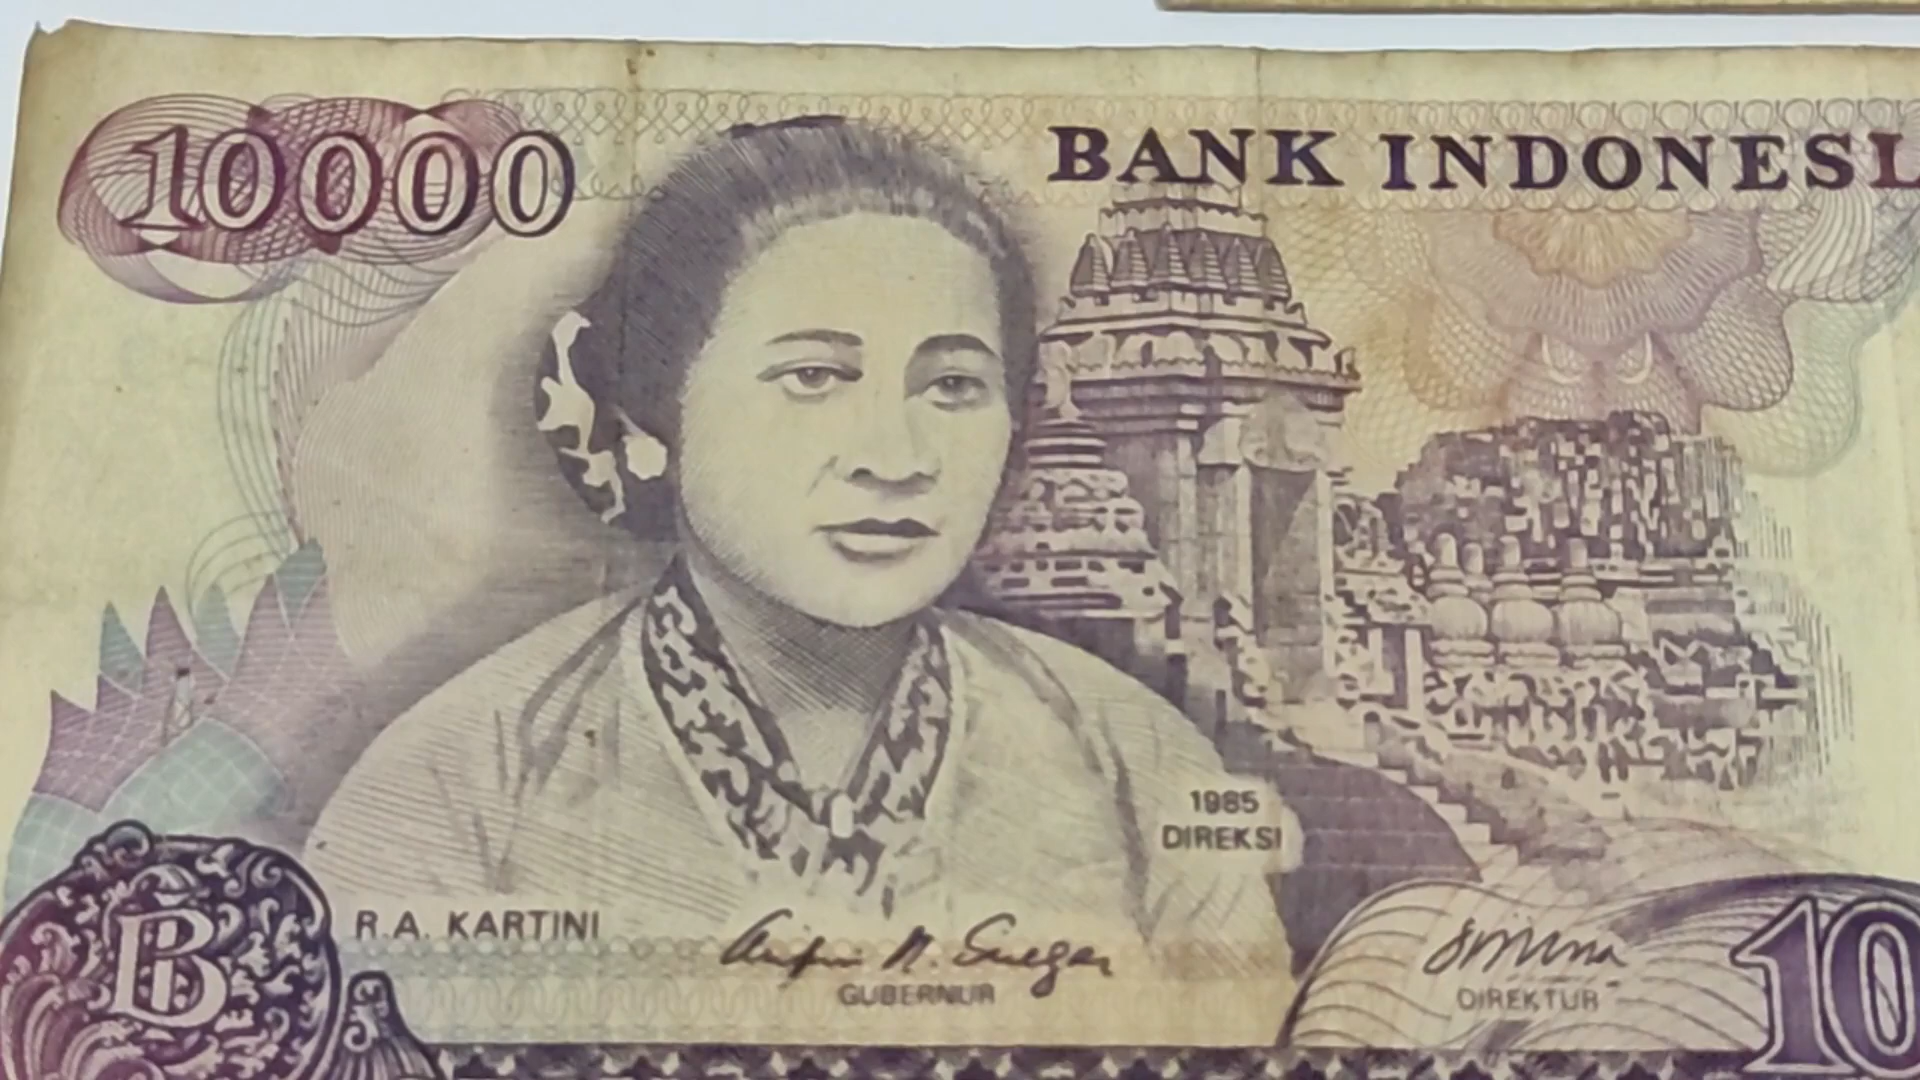 10000
BANK INDONESI
1985
DIREKSI
R.A. KARTINI
GUBERNUR
DIREKTUR
10